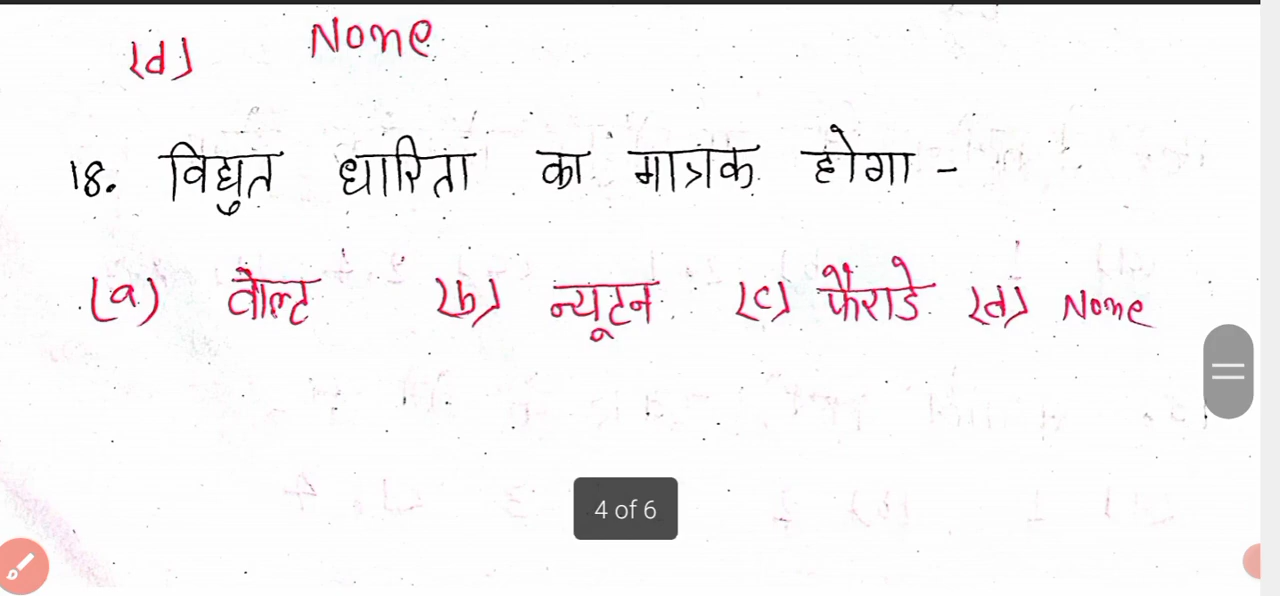 (d) None
18. विद्युत धारिता का मात्रक होगा -
(a) वोल्ट (b) न्यूटन (c) फैराडे (d) None
4 of 6